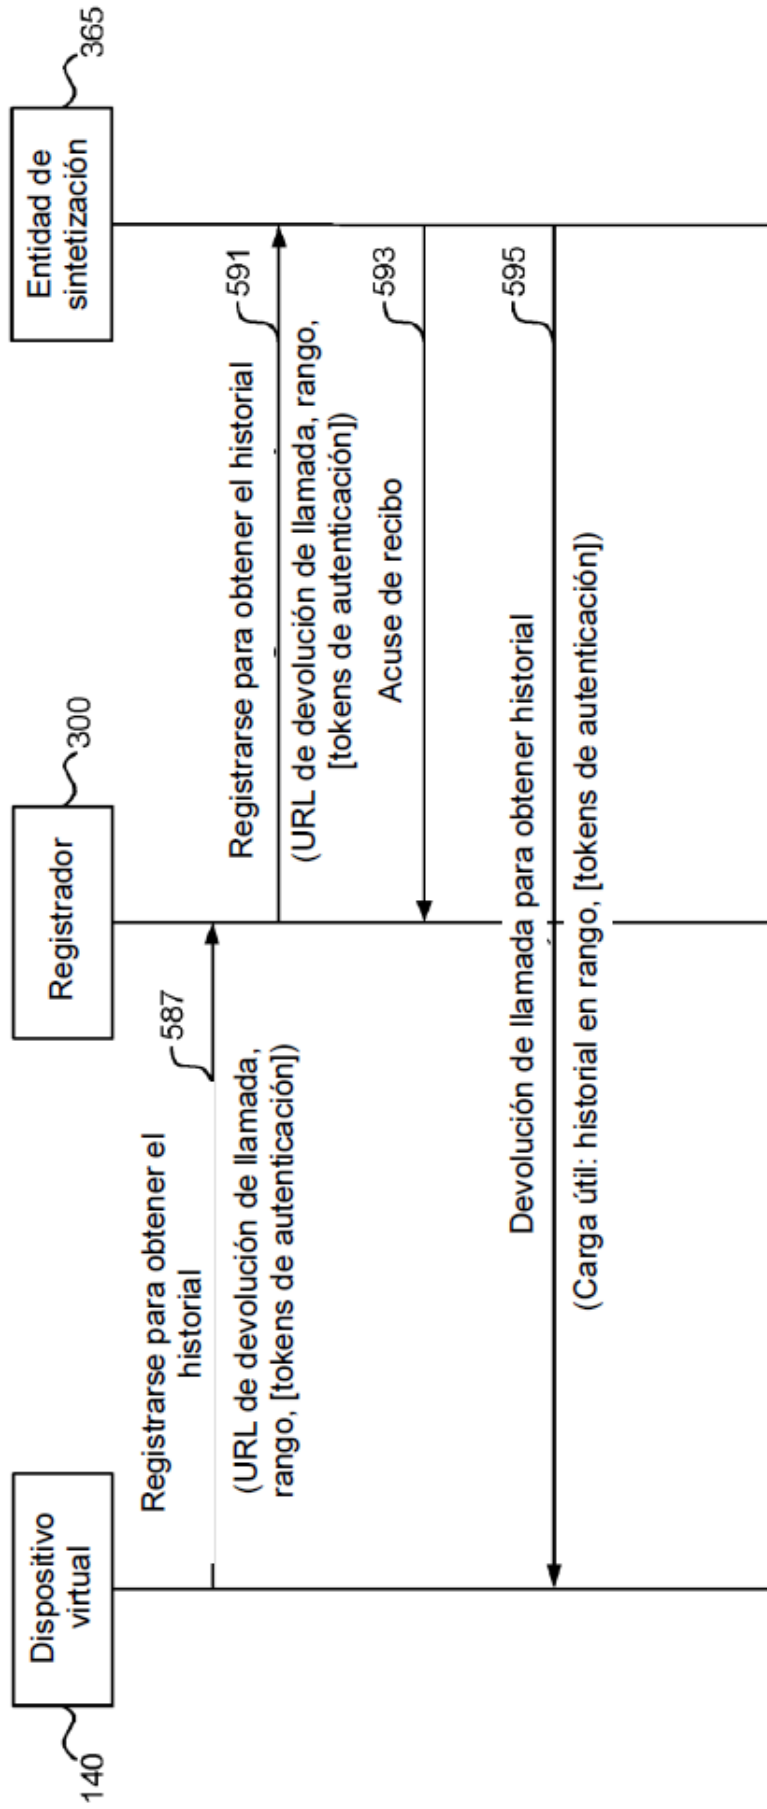 140
Dispositivo
virtual
Registrador
300
Entidad de
sintetización
365
Registrarse para obtener el
historial
587
(URL de devolución de llamada,
rango, [tokens de autenticación])
Registrarse para obtener el historial
591
(URL de devolución de llamada, rango,
[tokens de autenticación])
Acuse de recibo
593
Devolución de llamada para obtener historial
595
(Carga útil: historial en rango, [tokens de autenticación])